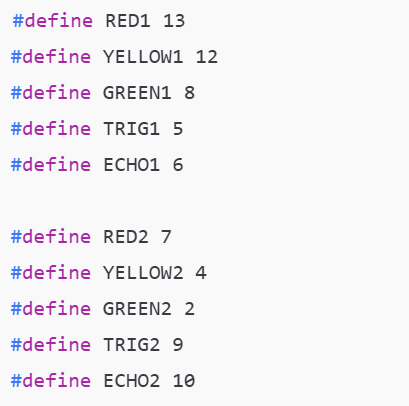 #define RED1 13
#define YELLOW1 12
#define GREEN1 8
#define TRIG1 5
#define ECHO1 6
#define RED2 7
#define YELLOW2 4
#define GREEN2 2
#define TRIG2 9
#define ECHO2 10